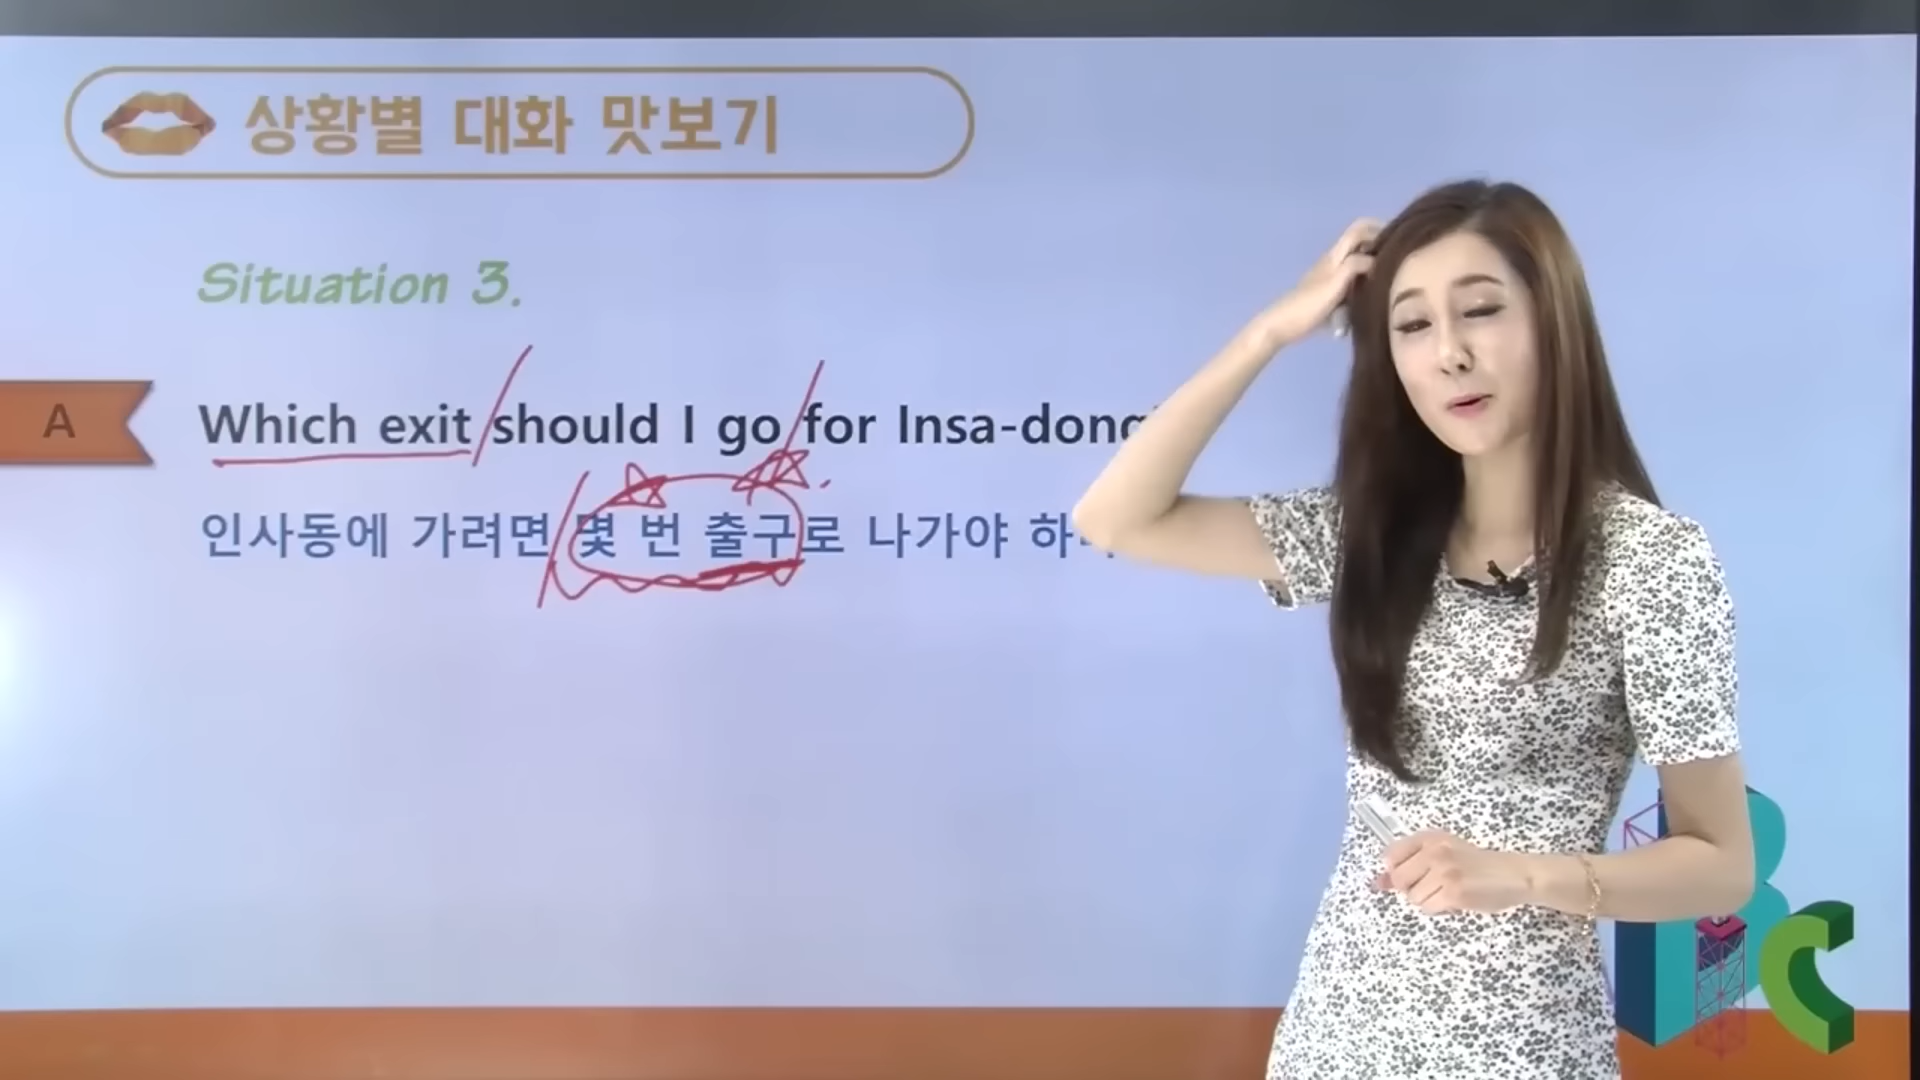 상황별 대화 맛보기
Situation 3.
A
Which exit should I go for Insa-dong
인사동에 가려면 몇 번 출구로 나가야